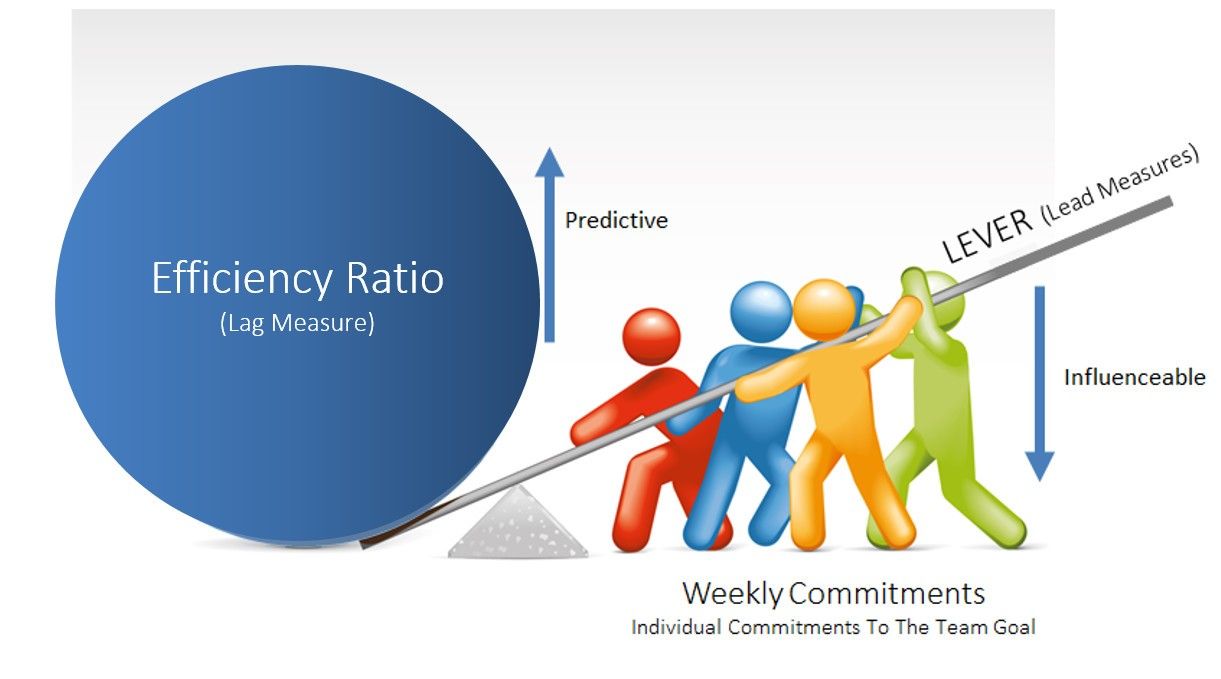 Efficiency Ratio
(Lag Measure)
Predictive
LEVER (Lead Measures)
Influenceable
Weekly Commitments
Individual Commitments To The Team Goal